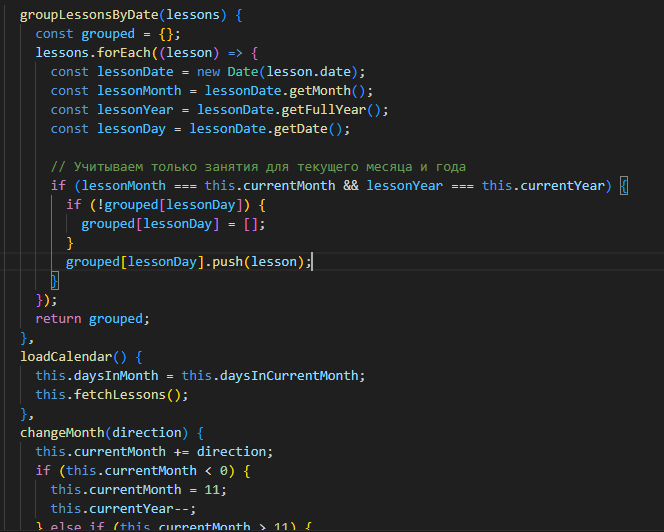 groupLessonsByDate(lessons) {
const grouped = {};
lessons.forEach((lesson) => {
const lessonDate = new Date(lesson.date);
const lessonMonth = lessonDate.getMonth();
const lessonYear = lessonDate.getFullYear();
const lessonDay = lessonDate.getDate();
// Учитываем только занятия для текущего месяца и года
if (lessonMonth === this.currentMonth && lessonYear === this.currentYear) {
if (!grouped[lessonDay]) {
grouped[lessonDay] = [];
}
grouped[lessonDay].push(lesson);
}
});
return grouped;
},
loadCalendar() {
this.daysInMonth = this.daysInCurrentMonth;
this.fetchLessons();
},
changeMonth(direction) {
this.currentMonth += direction;
if (this.currentMonth < 0) {
this.currentMonth = 11;
this.currentYear--;
} else if (this.currentMonth > 11) {